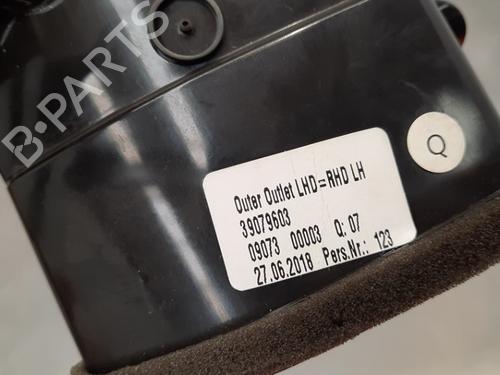 B-PARTS
Q
Outer Outlet LHD=RHD LH
39079603
09073 00003 Q: 07
27.06.2018 Pers.Nr.: 123